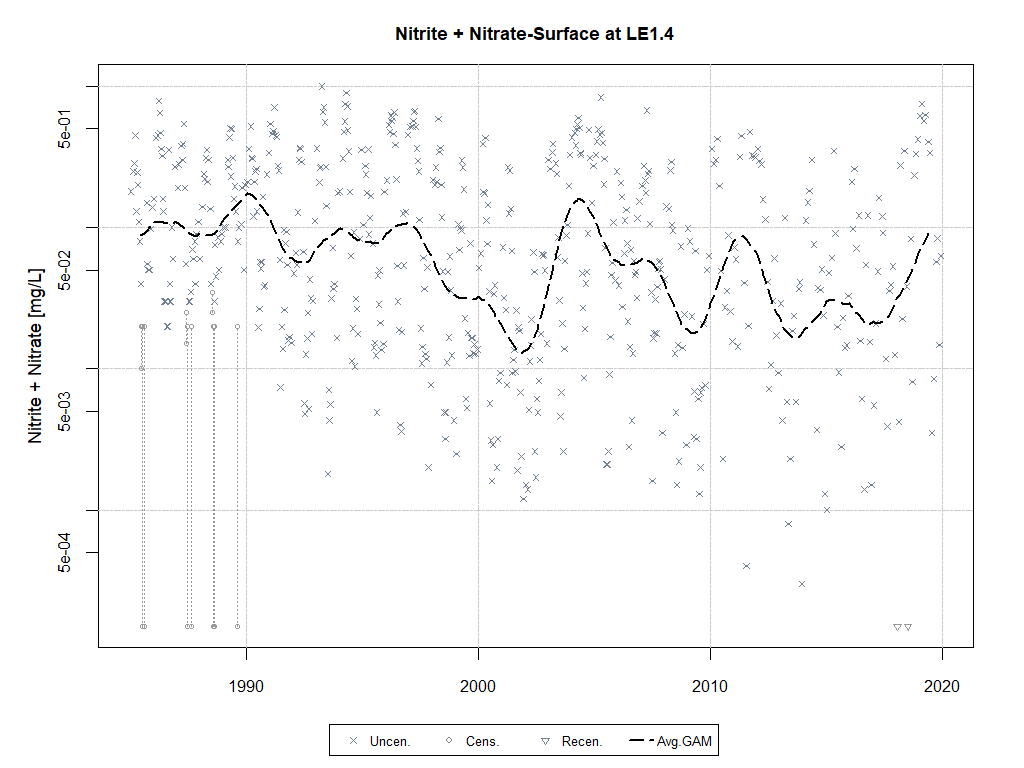 Nitrite + Nitrate-Surface at LE1.4
Nitrite + Nitrate [mg/L]
5e-01
5e-02
5e-03
5e-04
1990 2000 2010 2020
Uncen. Cens. Recen. Avg.GAM